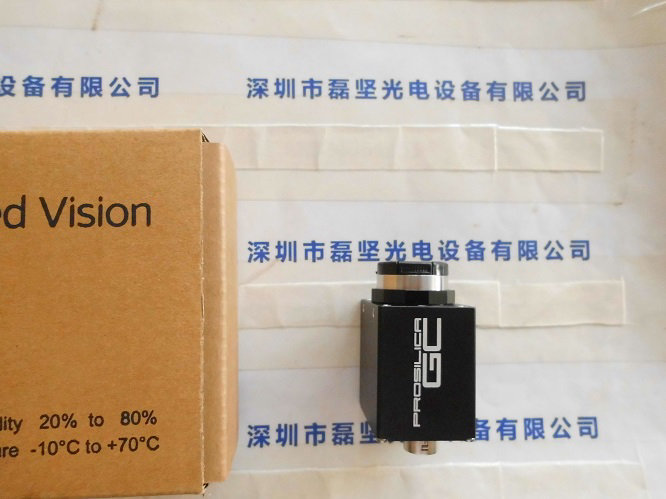 设备有限公司
深圳市磊坚光电设备有限公司
ed Vision
深圳市磊坚光电设备有限公司
PROSILICA
GC
lity 20% to 80%
ure -10°C to +70°C
深圳市磊坚 电设备有限公司